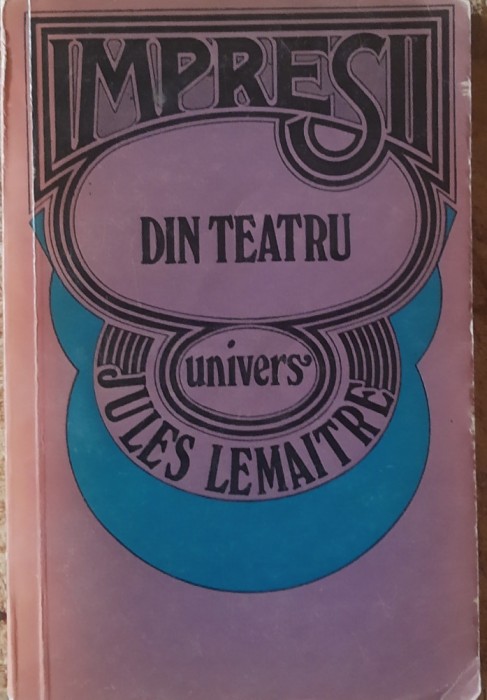 IMPRESII
DIN TEATRU
univers
JULES LEMAITRE